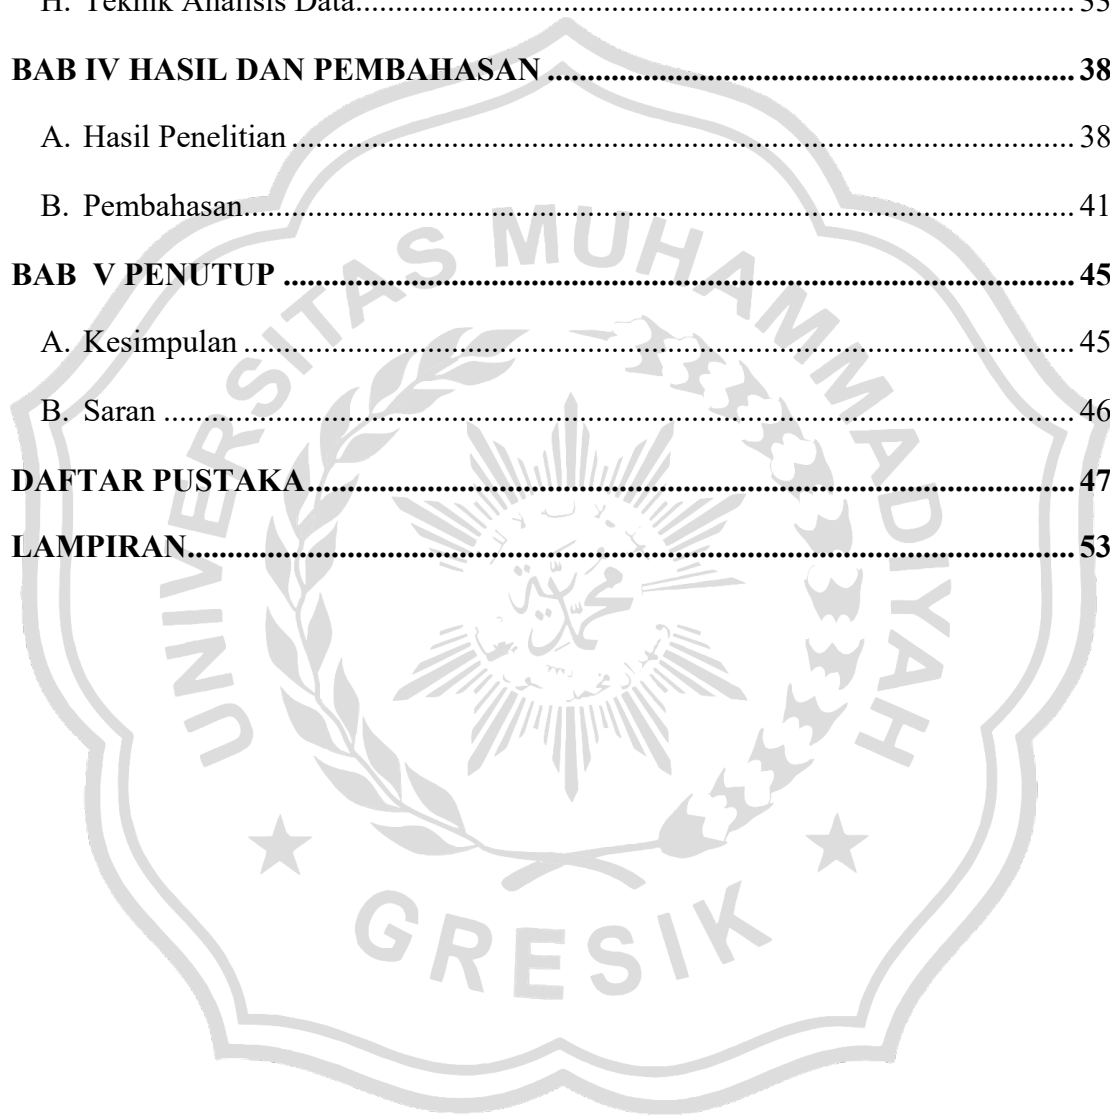 H. Teknik Analisis Data
BAB IV HASIL DAN PEMBAHASAN ................................................................ 38
A. Hasil Penelitian ................................................................ 38
B. Pembahasan ................................................................ 41
BAB  V PENUTUP ................................................................ 45
A. Kesimpulan ................................................................ 45
B. Saran ................................................................ 46
DAFTAR PUSTAKA ................................................................ 47
LAMPIRAN ................................................................ 53
UNIVERSITAS MUHAMMADIYAH
محمدية
GRESIK